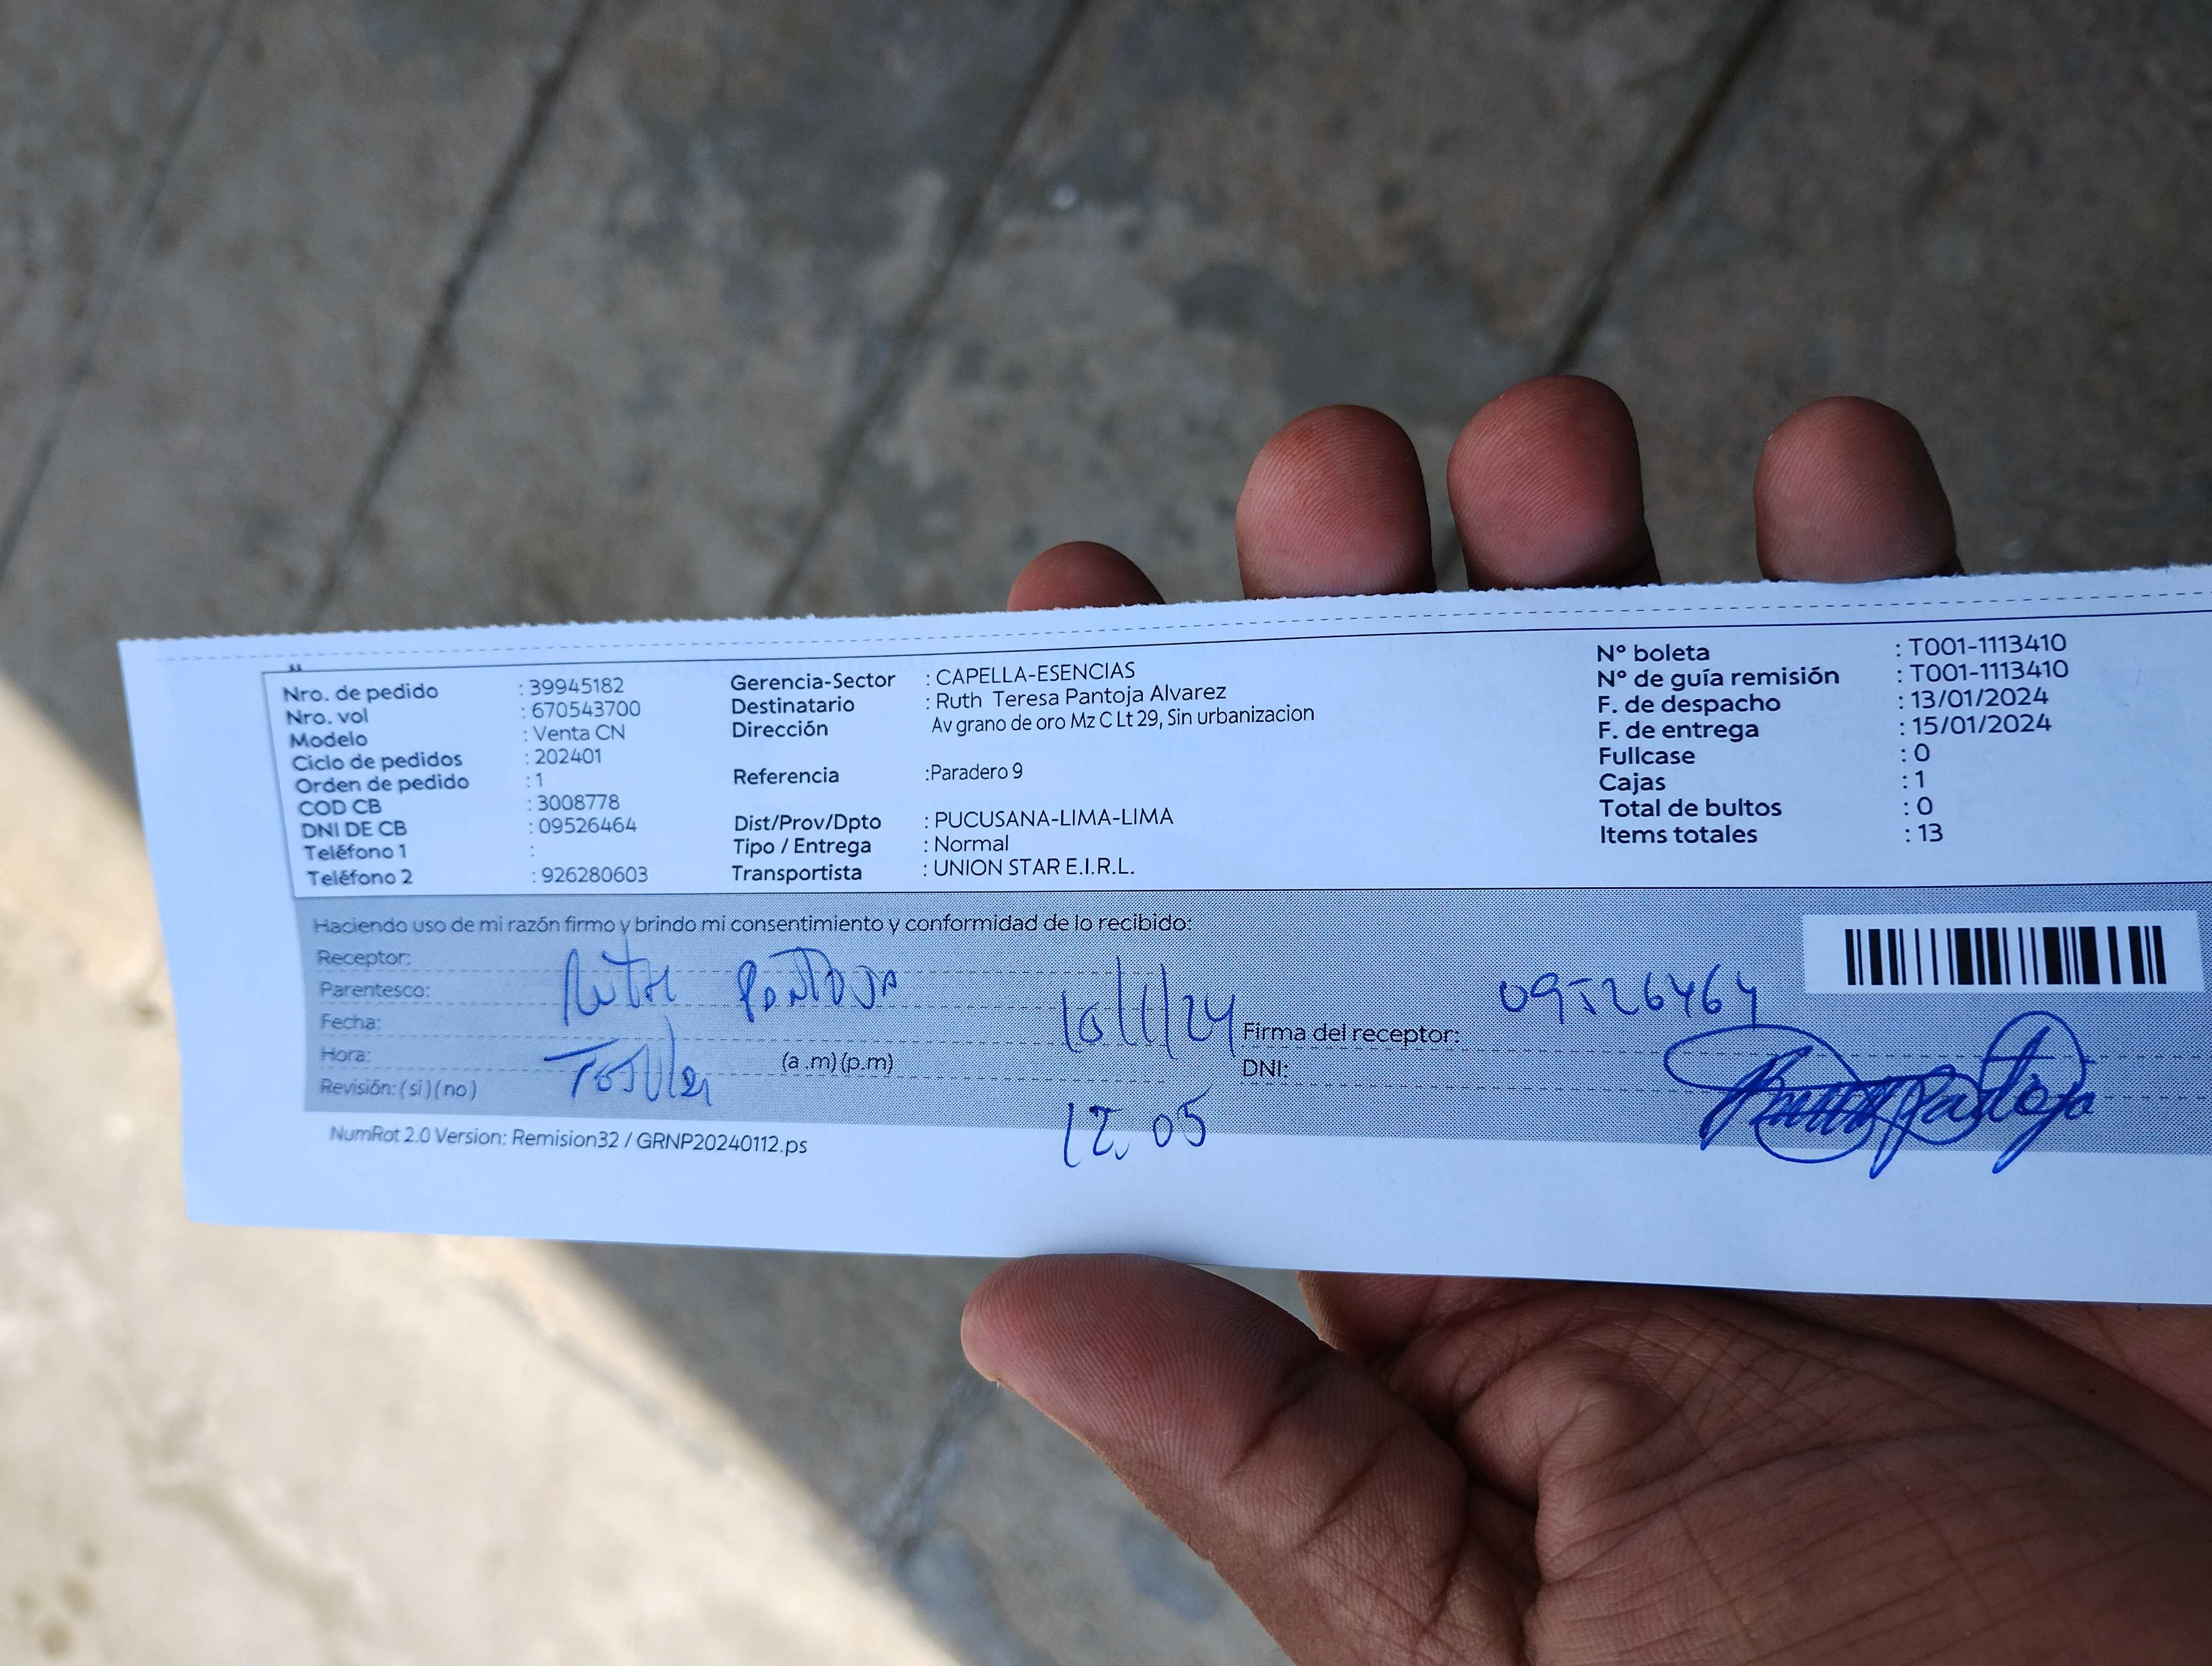 Nro. de pedido : 39945182
Nro. vol : 670543700
Modelo : Venta CN
Ciclo de pedidos : 202401
Orden de pedido : 1
COD CB : 3008778
DNI DE CB : 09526464
Teléfono 1 :
Teléfono 2 : 926280603
Gerencia-Sector : CAPELLA-ESENCIAS
Destinatario : Ruth Teresa Pantoja Alvarez
Dirección Av grano de oro Mz C Lt 29, Sin urbanizacion
Referencia :Paradero 9
Dist/Prov/Dpto : PUCUSANA-LIMA-LIMA
Tipo / Entrega : Normal
Transportista : UNION STAR E.I.R.L.
Nº boleta : T001-1113410
Nº de guía remisión : T001-1113410
F. de despacho : 13/01/2024
F. de entrega : 15/01/2024
Fullcase : 0
Cajas : 1
Total de bultos : 0
Items totales : 13
Haciendo uso de mi razón firmo y brindo mi consentimiento y conformidad de lo recibido:
Receptor: Ruth Pantoja
Parentesco:
Fecha:
Hora: (a .m) (p.m)
Revisión: (si) (no)
12.05
09526464
Firma del receptor:
DNI:
NumRot 2.0 Version: Remision32 / GRNP20240112.ps